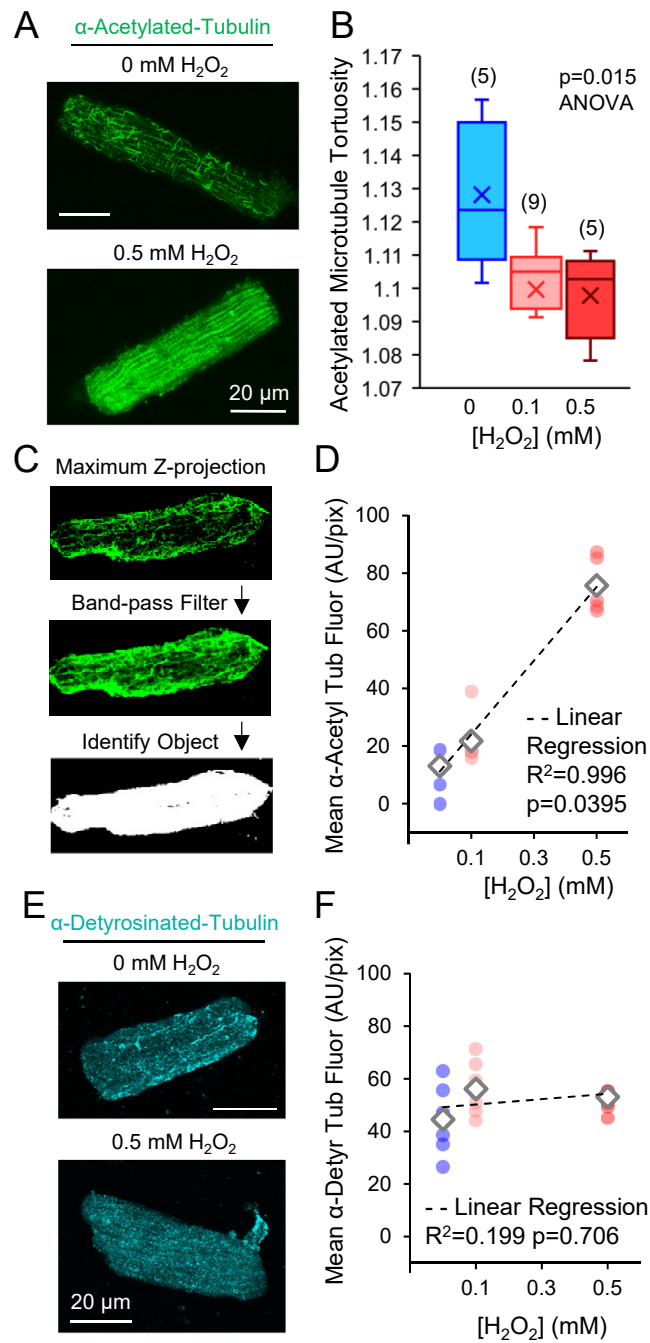 A
α-Acetylated-Tubulin
0 mM H₂O₂
0.5 mM H₂O₂
20 µm
B
Acetylated Microtubule Tortuosity
1.17
1.16
1.15
1.14
1.13
1.12
1.11
1.1
1.09
1.08
1.07
(5)
(9)
(5)
p=0.015
ANOVA
0
0.1
0.5
[H₂O₂] (mM)
C
Maximum Z-projection
Band-pass Filter
Identify Object
D
Mean α-Acetyl Tub Fluor (AU/pix)
100
80
60
40
20
0
-- Linear
Regression
R²=0.996
p=0.0395
0.1
0.3
0.5
[H₂O₂] (mM)
E
α-Detyrosinated-Tubulin
0 mM H₂O₂
0.5 mM H₂O₂
20 µm
F
Mean α-Detyr Tub Fluor (AU/pix)
100
80
60
40
20
0
-- Linear Regression
R²=0.199 p=0.706
0.1
0.3
0.5
[H₂O₂] (mM)